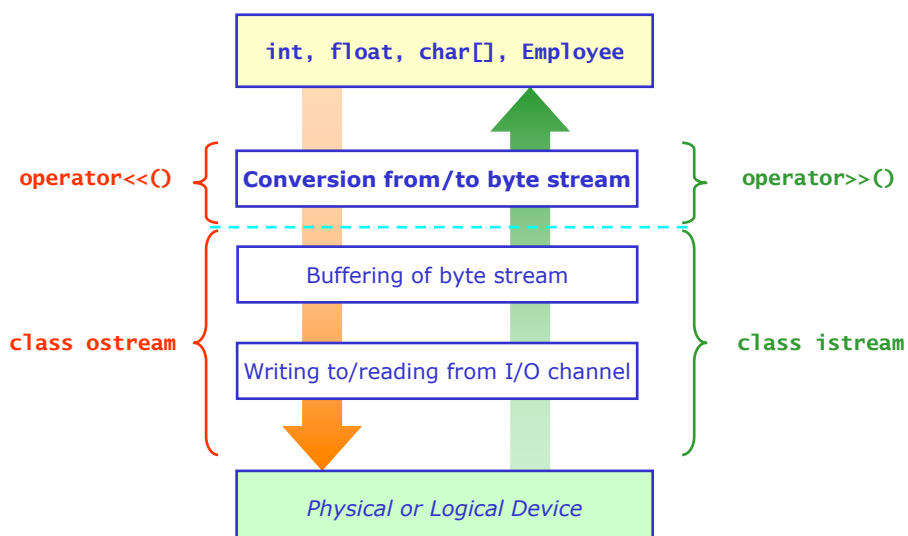 int, float, char[], Employee
operator<<()
Conversion from/to byte stream
operator>>()
Buffering of byte stream
class ostream
class istream
Writing to/reading from I/O channel
Physical or Logical Device